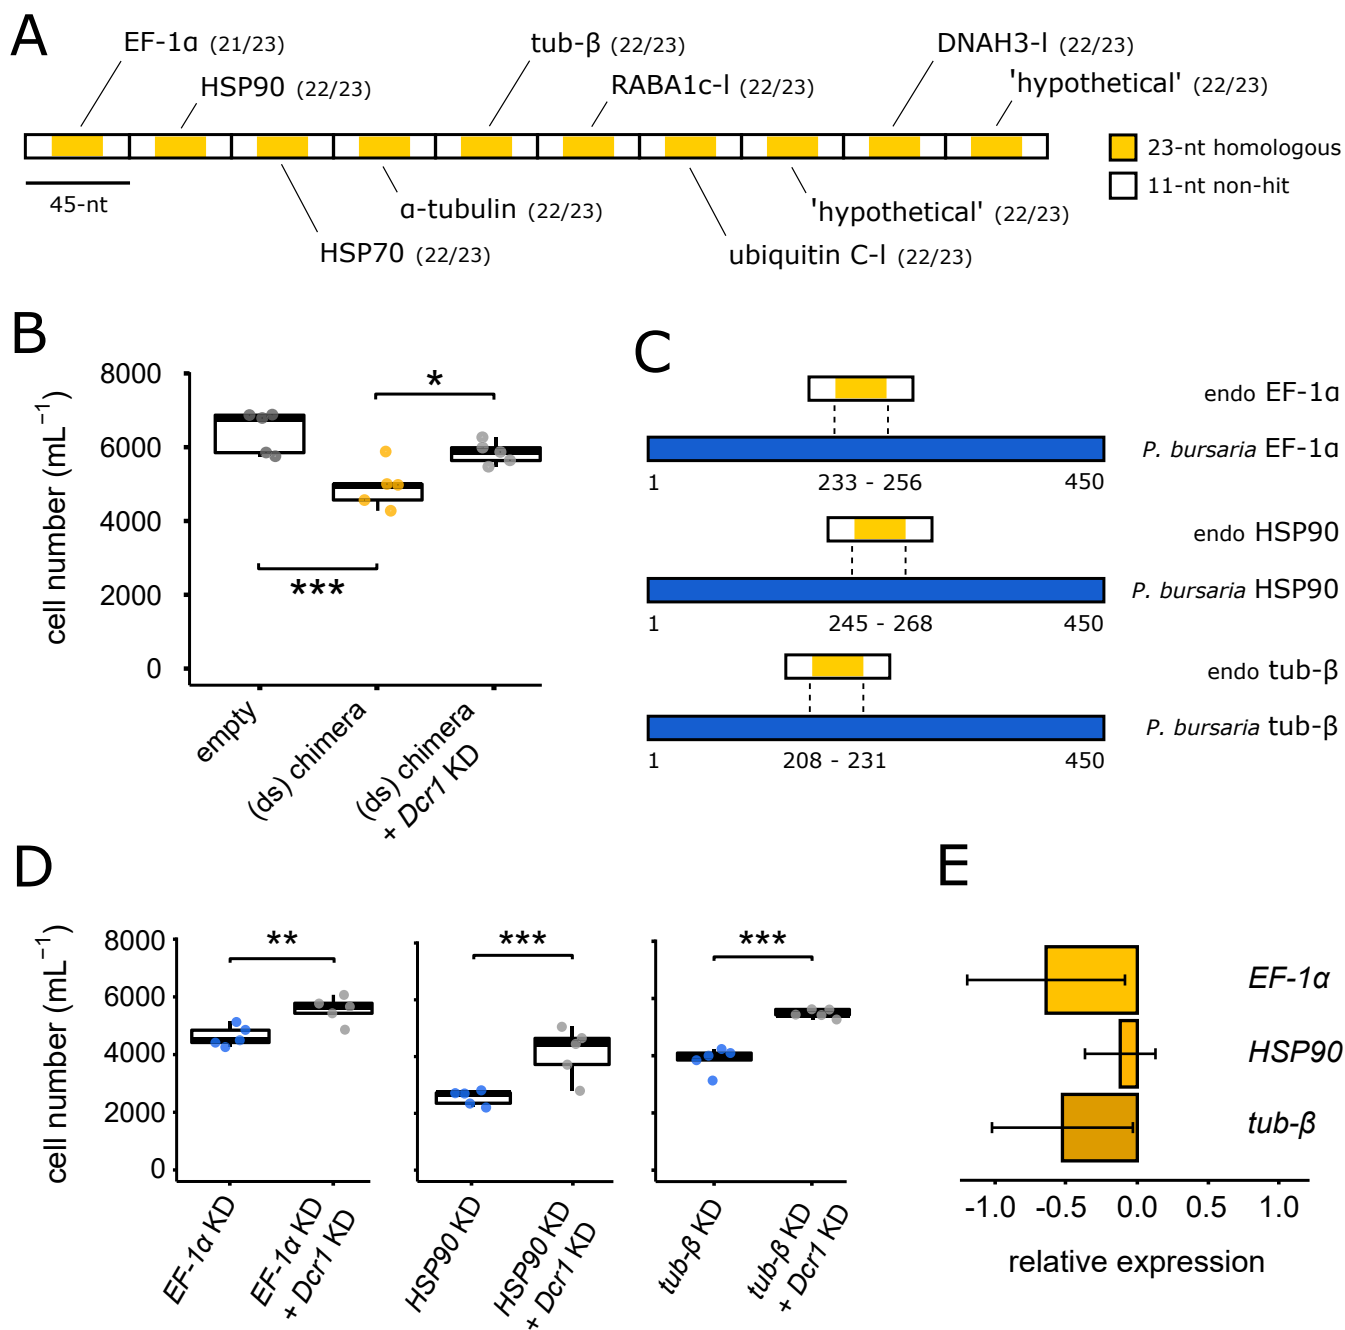 A
EF-1α (21/23)
tub-β (22/23)
DNAH3-l (22/23)
HSP90 (22/23)
RABA1c-l (22/23)
'hypothetical' (22/23)
23-nt homologous
11-nt non-hit
45-nt
α-tubulin (22/23)
'hypothetical' (22/23)
HSP70 (22/23)
ubiquitin C-l (22/23)
B
cell number (mL⁻¹)
8000
6000
4000
2000
0
*
***
empty
(ds) chimera
(ds) chimera
+ Dcr1 KD
C
endo EF-1α
P. bursaria EF-1α
1
233 - 256
450
endo HSP90
P. bursaria HSP90
1
245 - 268
450
endo tub-β
P. bursaria tub-β
1
208 - 231
450
D
cell number (mL⁻¹)
8000
6000
4000
2000
0
**
***
***
EF-1α KD
EF-1α KD
+ Dcr1 KD
HSP90 KD
HSP90 KD
+ Dcr1 KD
tub-β KD
tub-β KD
+ Dcr1 KD
E
EF-1α
HSP90
tub-β
-1.0 -0.5 0.0 0.5 1.0
relative expression